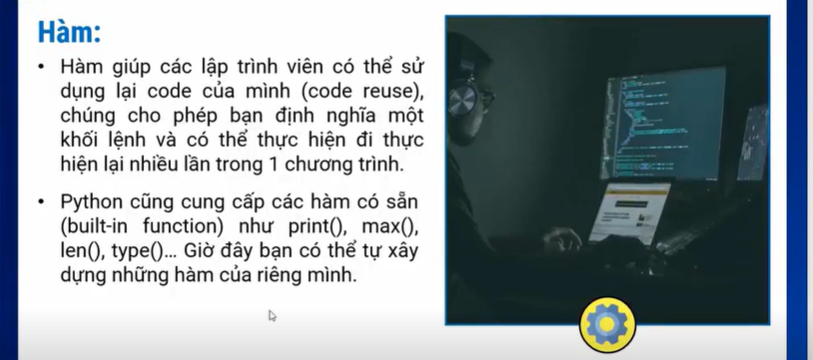 Hàm:
• Hàm giúp các lập trình viên có thể sử
dụng lại code của mình (code reuse),
chúng cho phép bạn định nghĩa một
khối lệnh và có thể thực hiện đi thực
hiện lại nhiều lần trong 1 chương trình.
• Python cũng cung cấp các hàm có sẵn
(built-in function) như print(), max(),
len(), type()... Giờ đây bạn có thể tự xây
dựng những hàm của riêng mình.